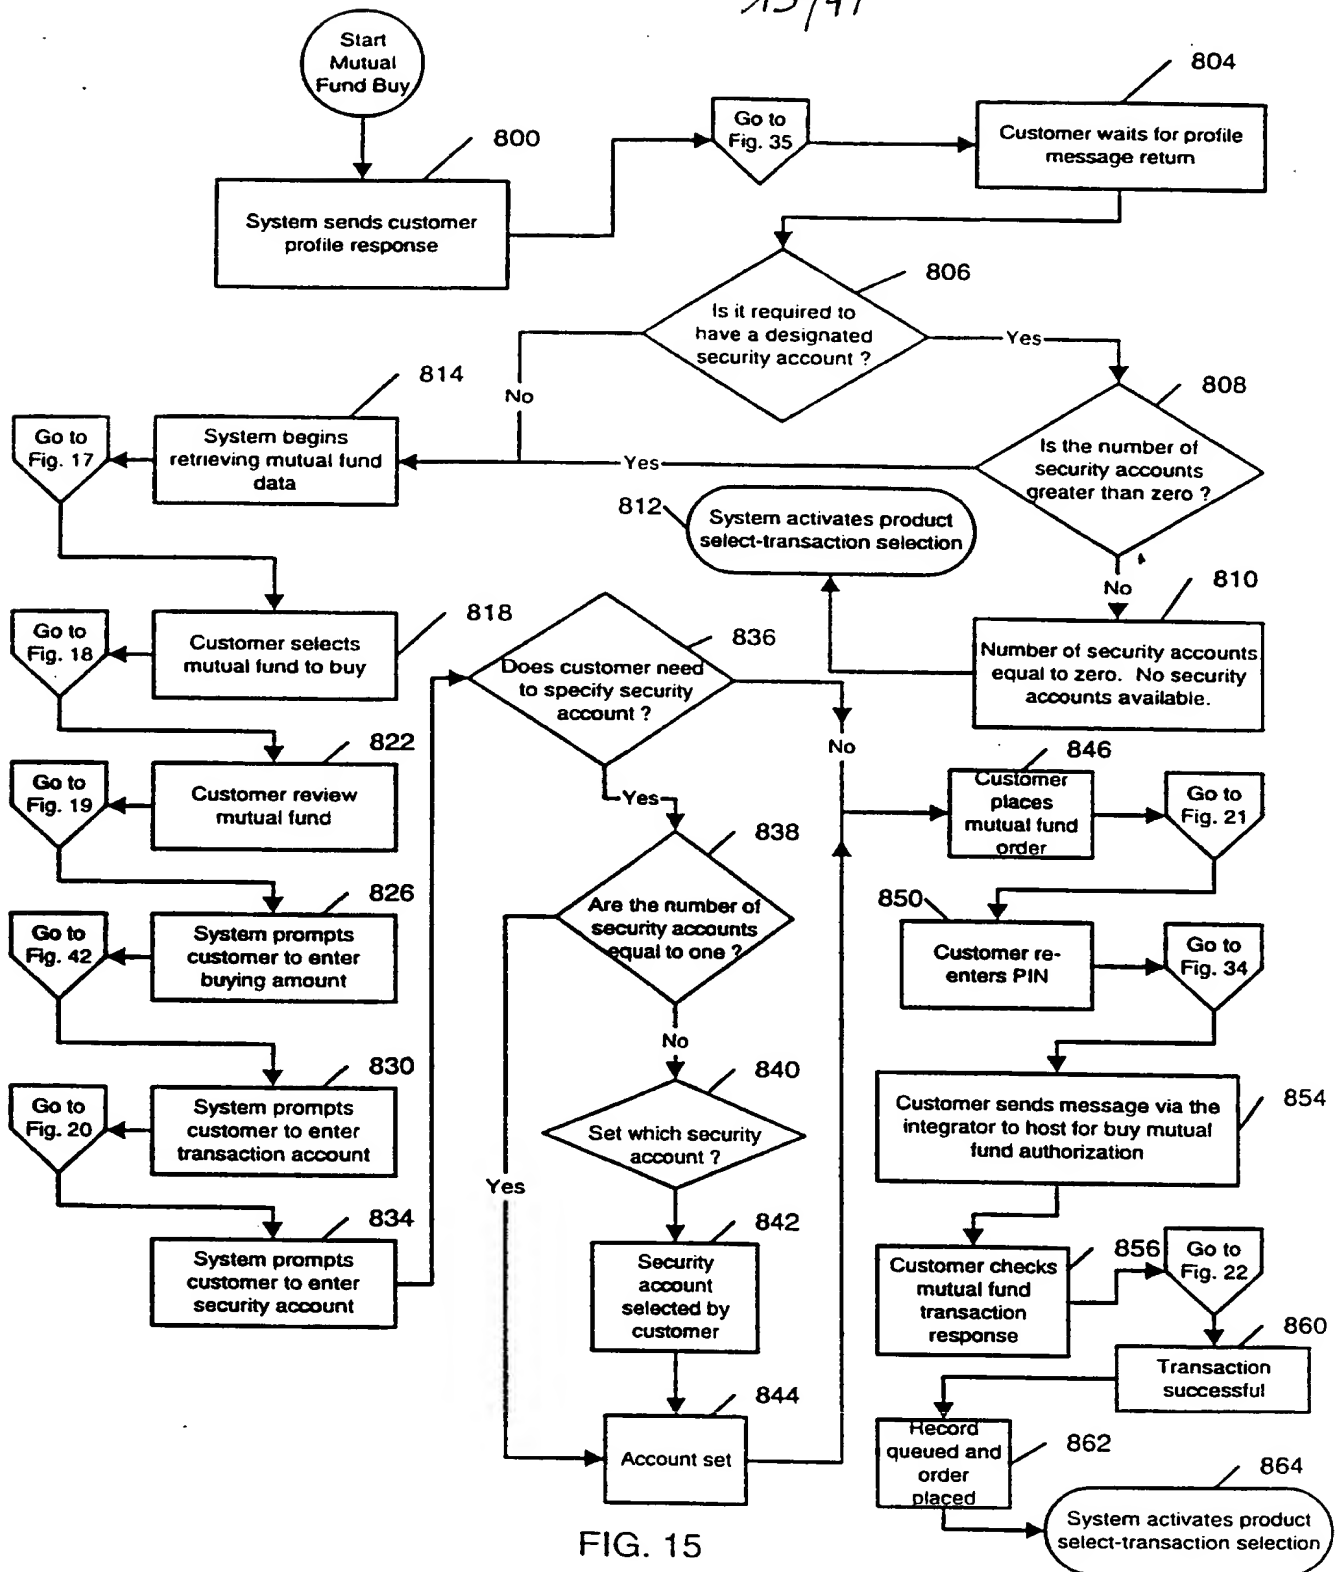 15/41
Start
Mutual
Fund Buy
800
System sends customer
profile response
Go to
Fig. 35
804
Customer waits for profile
message return
806
Is it required to
have a designated
security account ?
Yes
No
808
Is the number of
security accounts
greater than zero ?
Yes
No
810
Number of security accounts
equal to zero. No security
accounts available.
812
System activates product
select-transaction selection
814
System begins
retrieving mutual fund
data
Go to
Fig. 17
818
Customer selects
mutual fund to buy
Go to
Fig. 18
822
Customer review
mutual fund
Go to
Fig. 19
826
System prompts
customer to enter
buying amount
Go to
Fig. 42
830
System prompts
customer to enter
transaction account
Go to
Fig. 20
834
System prompts
customer to enter
security account
836
Does customer need
to specify security
account ?
No
Yes
838
Are the number of
security accounts
equal to one ?
Yes
No
840
Set which security
account ?
842
Security
account
selected by
customer
844
Account set
846
Customer
places
mutual fund
order
Go to
Fig. 21
850
Customer re-
enters PIN
Go to
Fig. 34
854
Customer sends message via the
integrator to host for buy mutual
fund authorization
856
Customer checks
mutual fund
transaction
response
Go to
Fig. 22
860
Transaction
successful
862
Record
queued and
order
placed
864
System activates product
select-transaction selection
FIG. 15